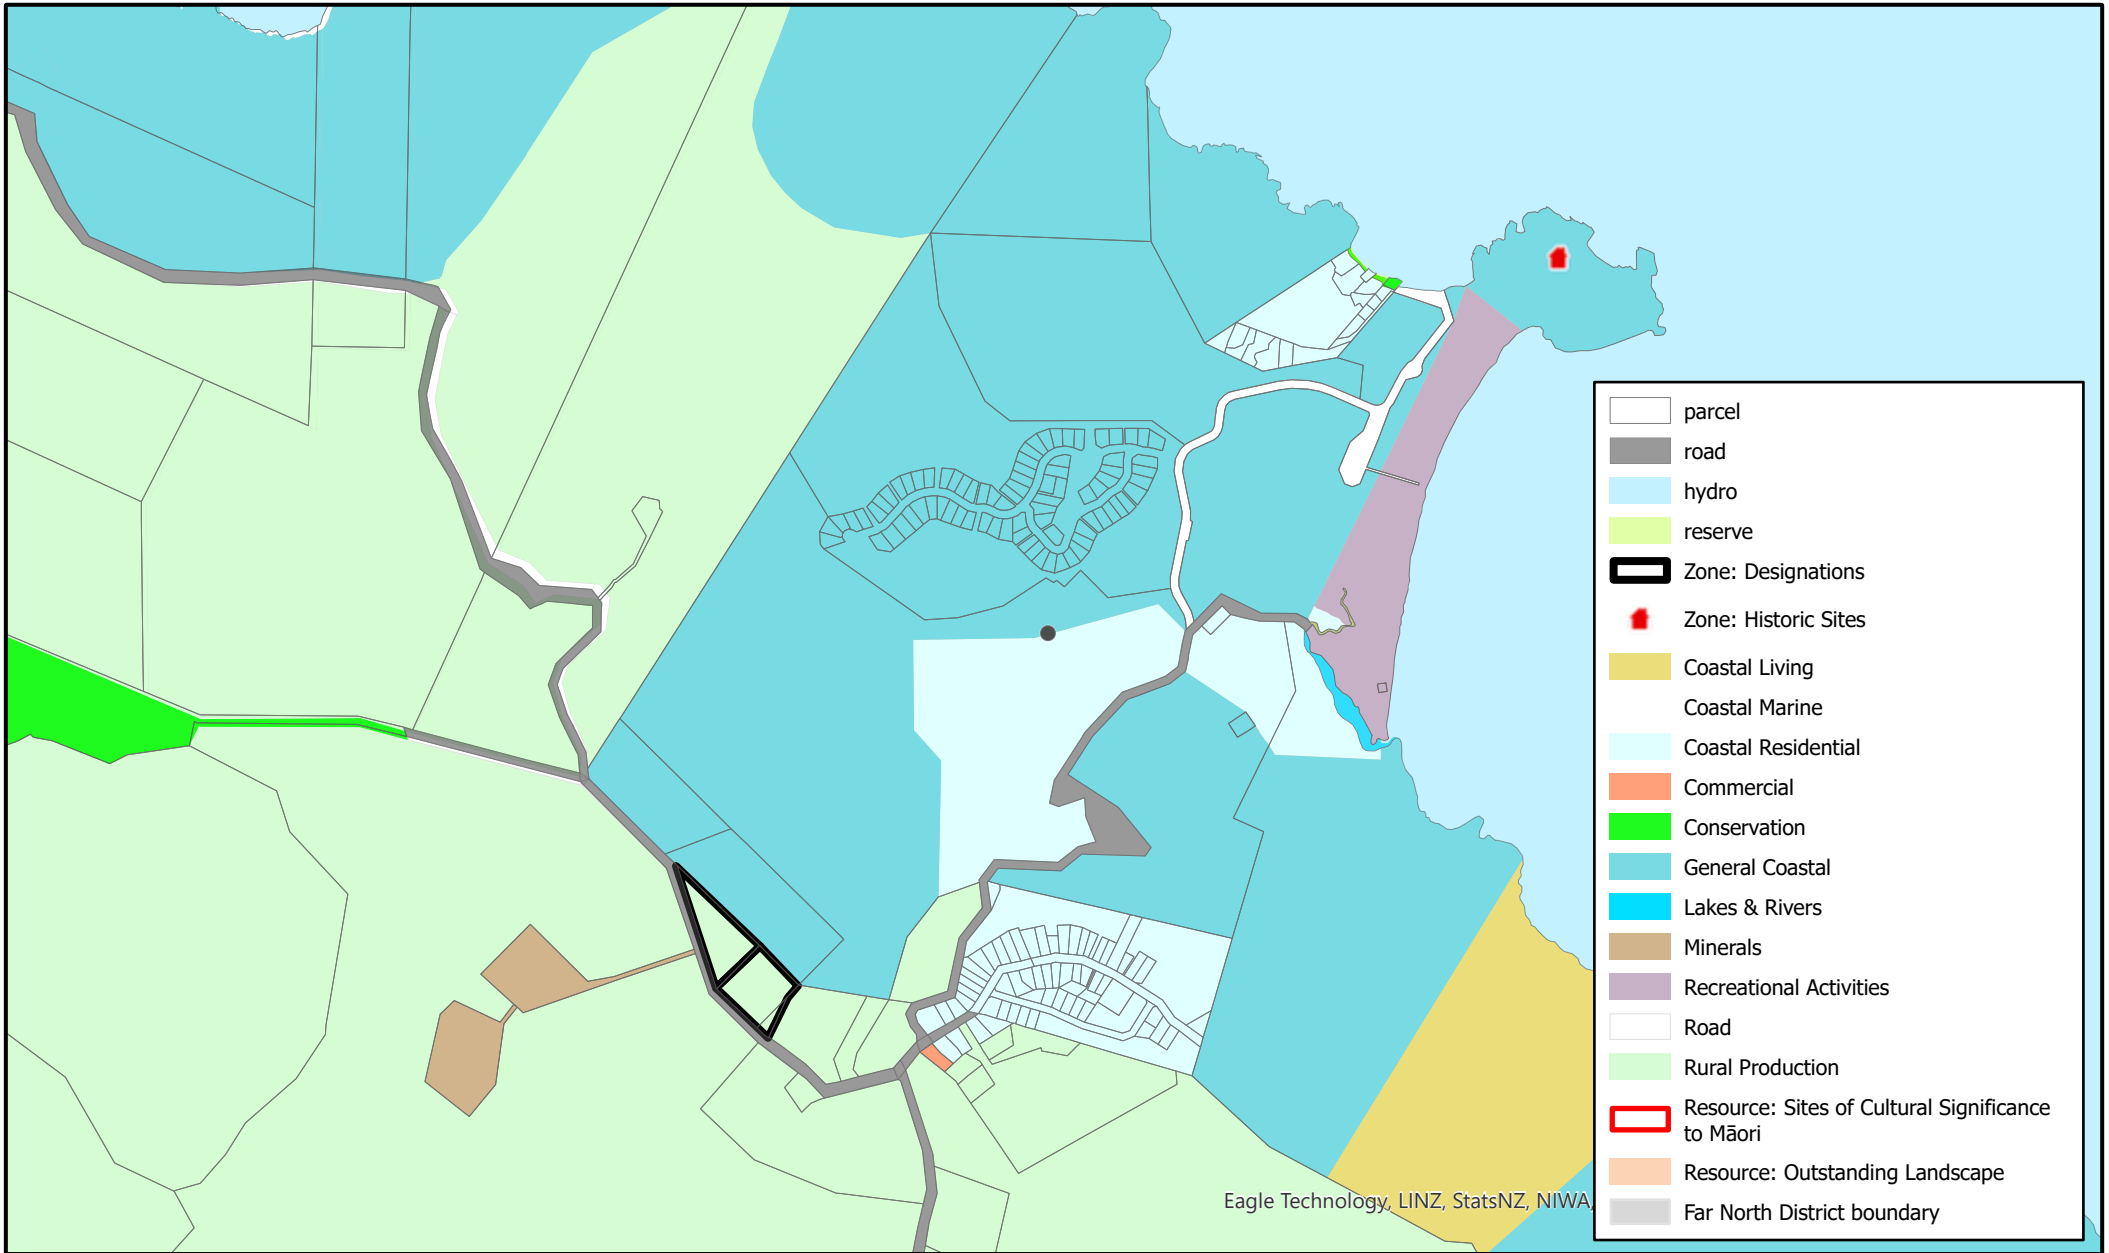 parcel
road
hydro
reserve
Zone: Designations
Zone: Historic Sites
Coastal Living
Coastal Marine
Coastal Residential
Commercial
Conservation
General Coastal
Lakes & Rivers
Minerals
Recreational Activities
Road
Rural Production
Resource: Sites of Cultural Significance
to Māori
Resource: Outstanding Landscape
Far North District boundary
Eagle Technology, LINZ, StatsNZ, NIWA,